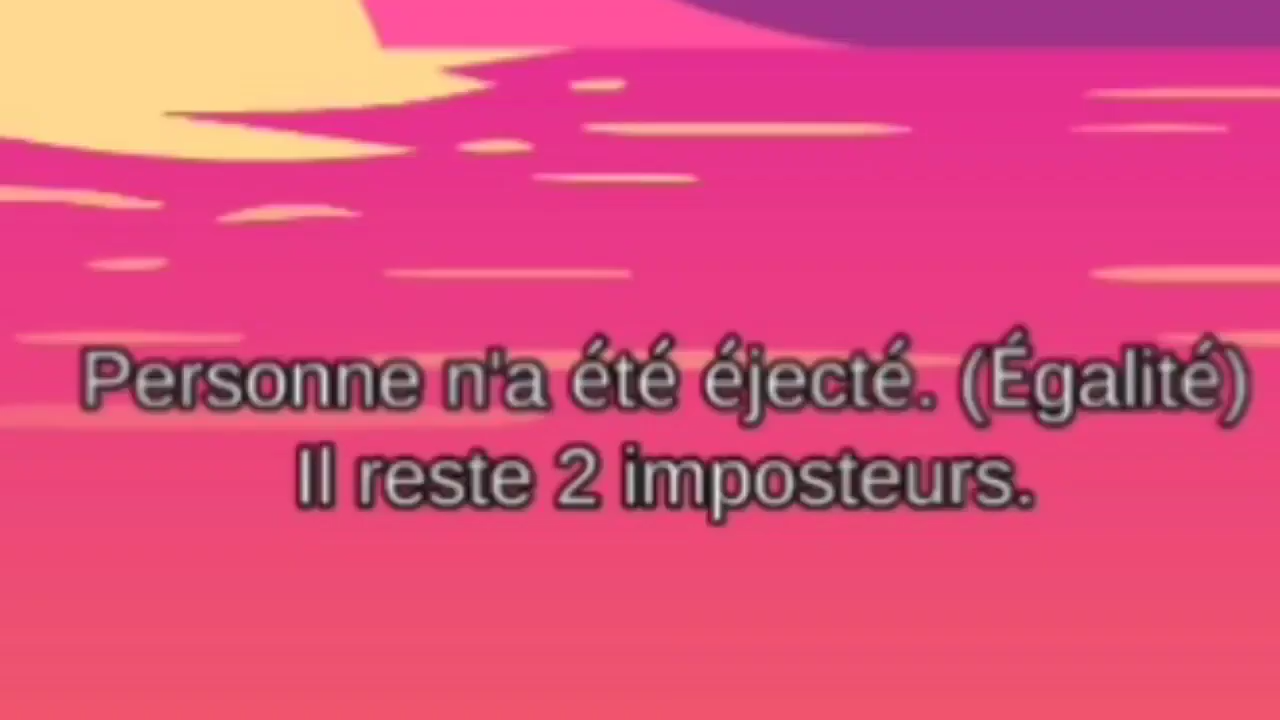 Personne n'a été éjecté. (Égalité)
Il reste 2 imposteurs.